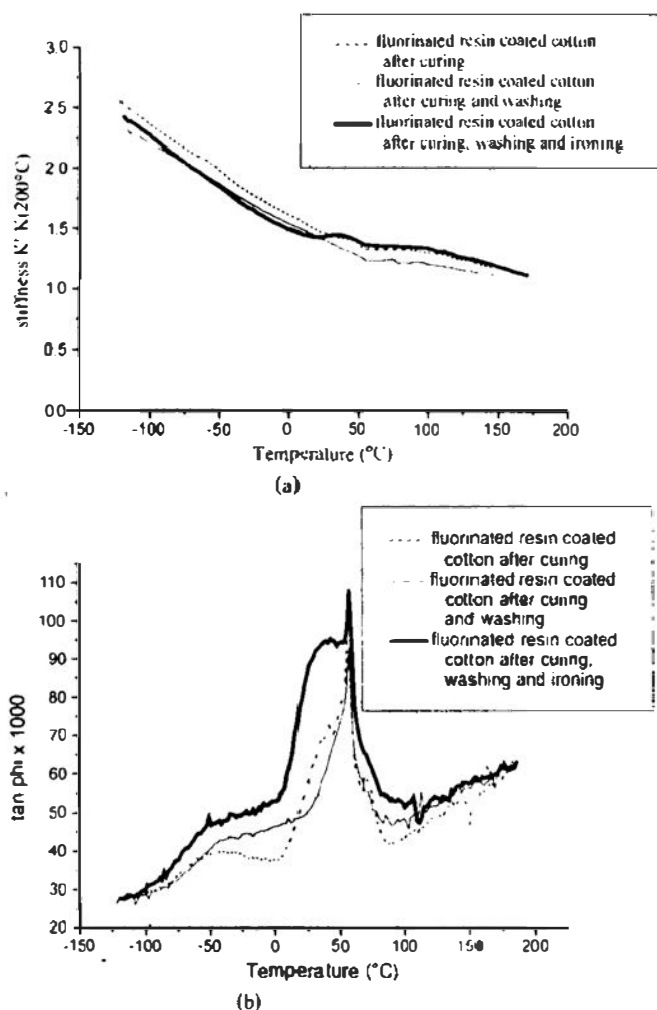 fluorinated resin coated cotton
after curing
fluorinated resin coated cotton
after curing and washing
fluorinated resin coated cotton
after curing, washing and ironing
3.0
2.5
2.0
1.5
1.0
0.5
0.0
stiffness K' K(200°C)
-150 -100 -50 0 50 100 150 200
Temperature (°C)
(a)
fluorinated resin coated
cotton after curing
fluorinated resin coated
cotton after curing
and washing
fluorinated resin coated
cotton after curing,
washing and ironing
110
100
90
80
70
60
50
40
30
20
tan phi x 1000
-150 -100 -50 0 50 100 150 200
Temperature (°C)
(b)